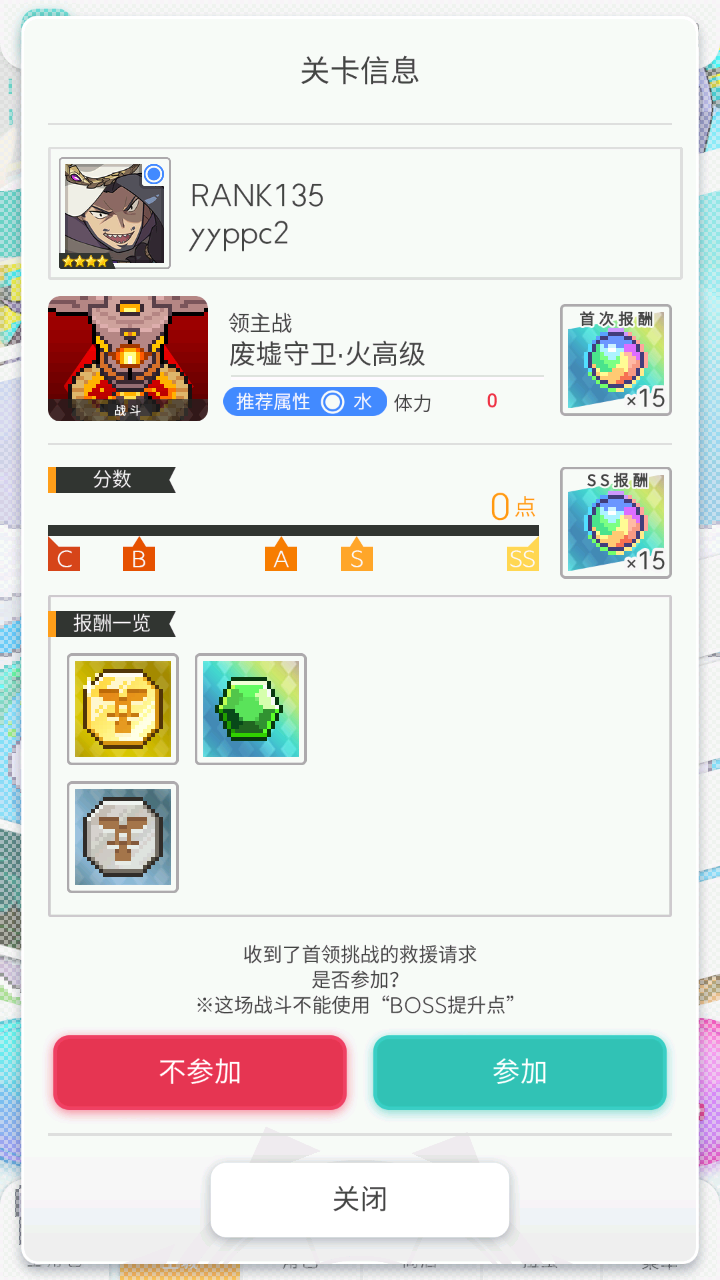 关卡信息
RANK135
yyppc2
领主战
废墟守卫·火高级
战斗
推荐属性 水 体力 0
首次报酬
×15
分数
0点
C B A S SS
SS报酬
×15
报酬一览
收到了首领挑战的救援请求
是否参加？
※这场战斗不能使用“BOSS提升点”
不参加 参加
关闭